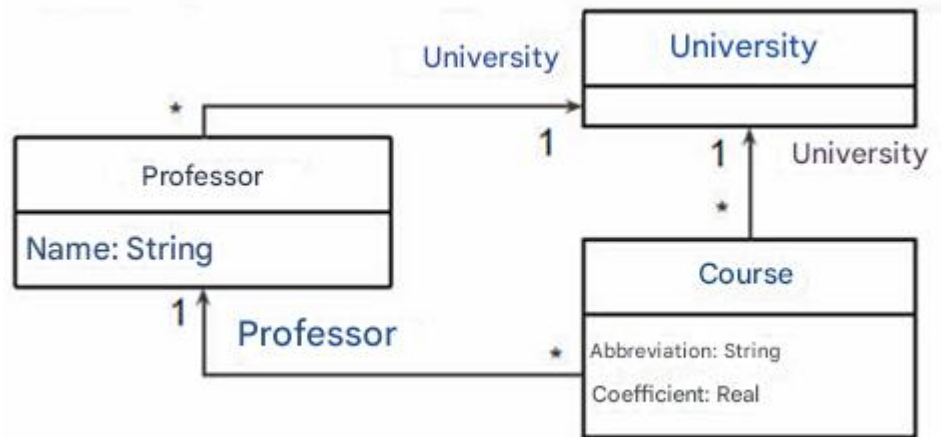 University
University
*
1
1
University
Professor
*
Name: String
Course
1
Professor
*
Abbreviation: String
Coefficient: Real